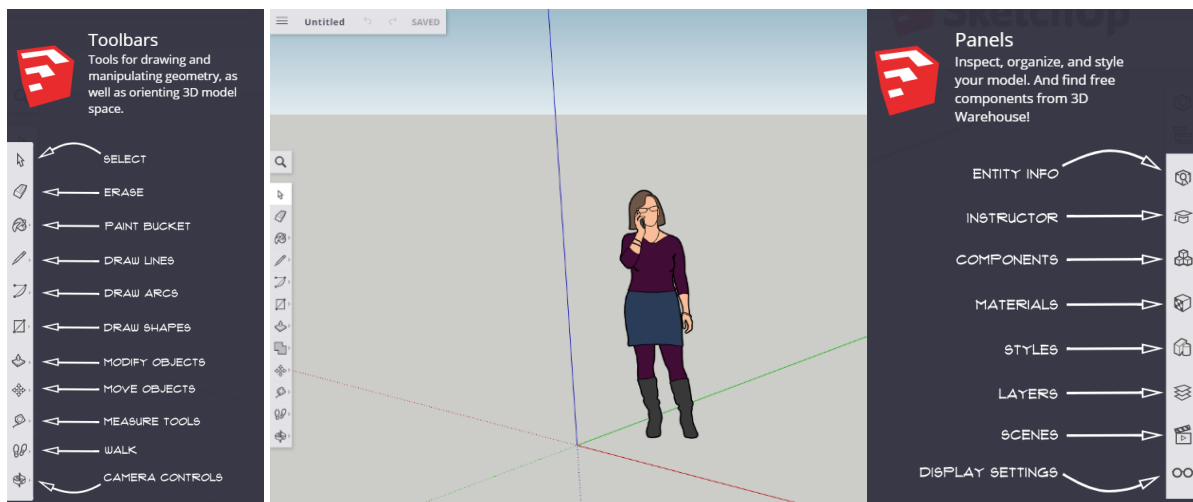 Toolbars
Tools for drawing and
manipulating geometry, as
well as orienting 3D model
space.
SELECT
ERASE
PAINT BUCKET
DRAW LINES
DRAW ARCS
DRAW SHAPES
MODIFY OBJECTS
MOVE OBJECTS
MEASURE TOOLS
WALK
CAMERA CONTROLS
Untitled SAVED
SketchUp
Panels
Inspect, organize, and style
your model. And find free
components from 3D
Warehouse!
ENTITY INFO
INSTRUCTOR
COMPONENTS
MATERIALS
STYLES
LAYERS
SCENES
DISPLAY SETTINGS